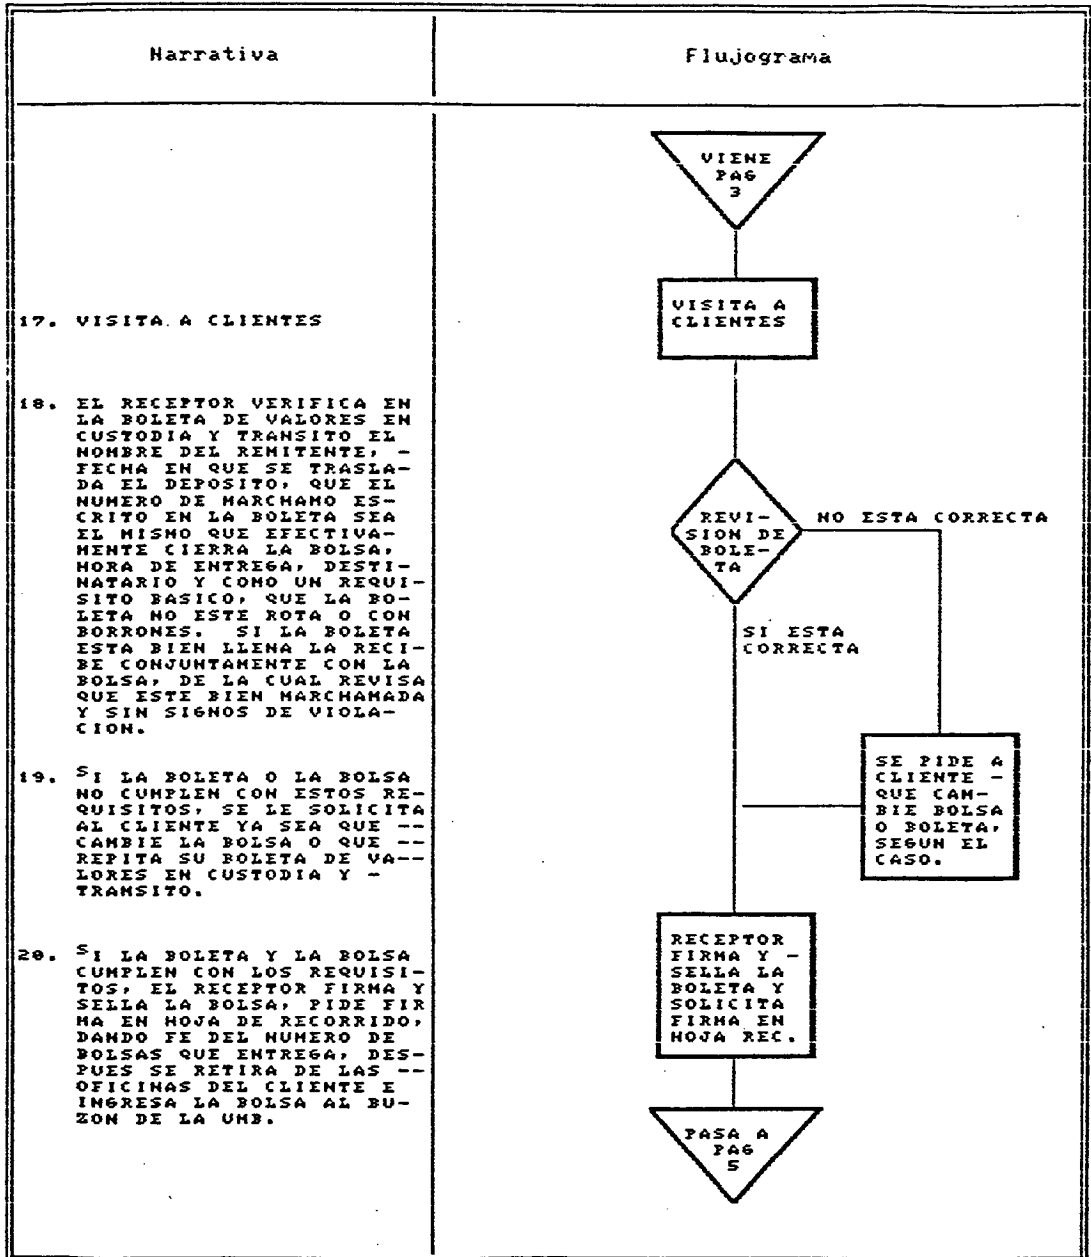 Narrativa
Flujograma
17. VISITA A CLIENTES
18. EL RECEPTOR VERIFICA EN
LA BOLETA DE VALORES EN
CUSTODIA Y TRANSITO EL
NOMBRE DEL REMITENTE, -
FECHA EN QUE SE TRASLA-
DA EL DEPOSITO, QUE EL
NUMERO DE MARCHAMO ES-
CRITO EN LA BOLETA SEA
EL MISMO QUE EFECTIVA-
MENTE CIERRA LA BOLSA,
HORA DE ENTREGA, DESTI-
NATARIO Y COMO UN REQUI-
SITO BASICO, QUE LA BO-
LETA NO ESTE ROTA O CON
BORRONES. SI LA BOLETA
ESTA BIEN LLENA LA RECI-
BE CONJUNTAMENTE CON LA
BOLSA, DE LA CUAL REVISA
QUE ESTE BIEN MARCHAMADA
Y SIN SIGNOS DE VIOLA-
CION.
19. SI LA BOLETA O LA BOLSA
NO CUMPLEN CON ESTOS RE-
QUISITOS, SE LE SOLICITA
AL CLIENTE YA SEA QUE --
CAMBIE LA BOLSA O QUE --
REPITA SU BOLETA DE VA--
LORES EN CUSTODIA Y -
TRANSITO.
20. SI LA BOLETA Y LA BOLSA
CUMPLEN CON LOS REQUISI-
TOS, EL RECEPTOR FIRMA Y
SELLA LA BOLSA, PIDE FIR
MA EN HOJA DE RECORRIDO,
DANDO FE DEL NUMERO DE
BOLSAS QUE ENTREGA, DES-
PUES SE RETIRA DE LAS --
OFICINAS DEL CLIENTE E
INGRESA LA BOLSA AL BU-
ZON DE LA UMB.
VIENE
PAG
3
VISITA A
CLIENTES
REVI-
SION DE
BOLE-
TA
NO ESTA CORRECTA
SI ESTA
CORRECTA
SE PIDE A
CLIENTE -
QUE CAM-
BIE BOLSA
O BOLETA,
SEGUN EL
CASO.
RECEPTOR
FIRMA Y -
SELLA LA
BOLETA Y
SOLICITA
FIRMA EN
HOJA REC.
PASA A
PAG
5